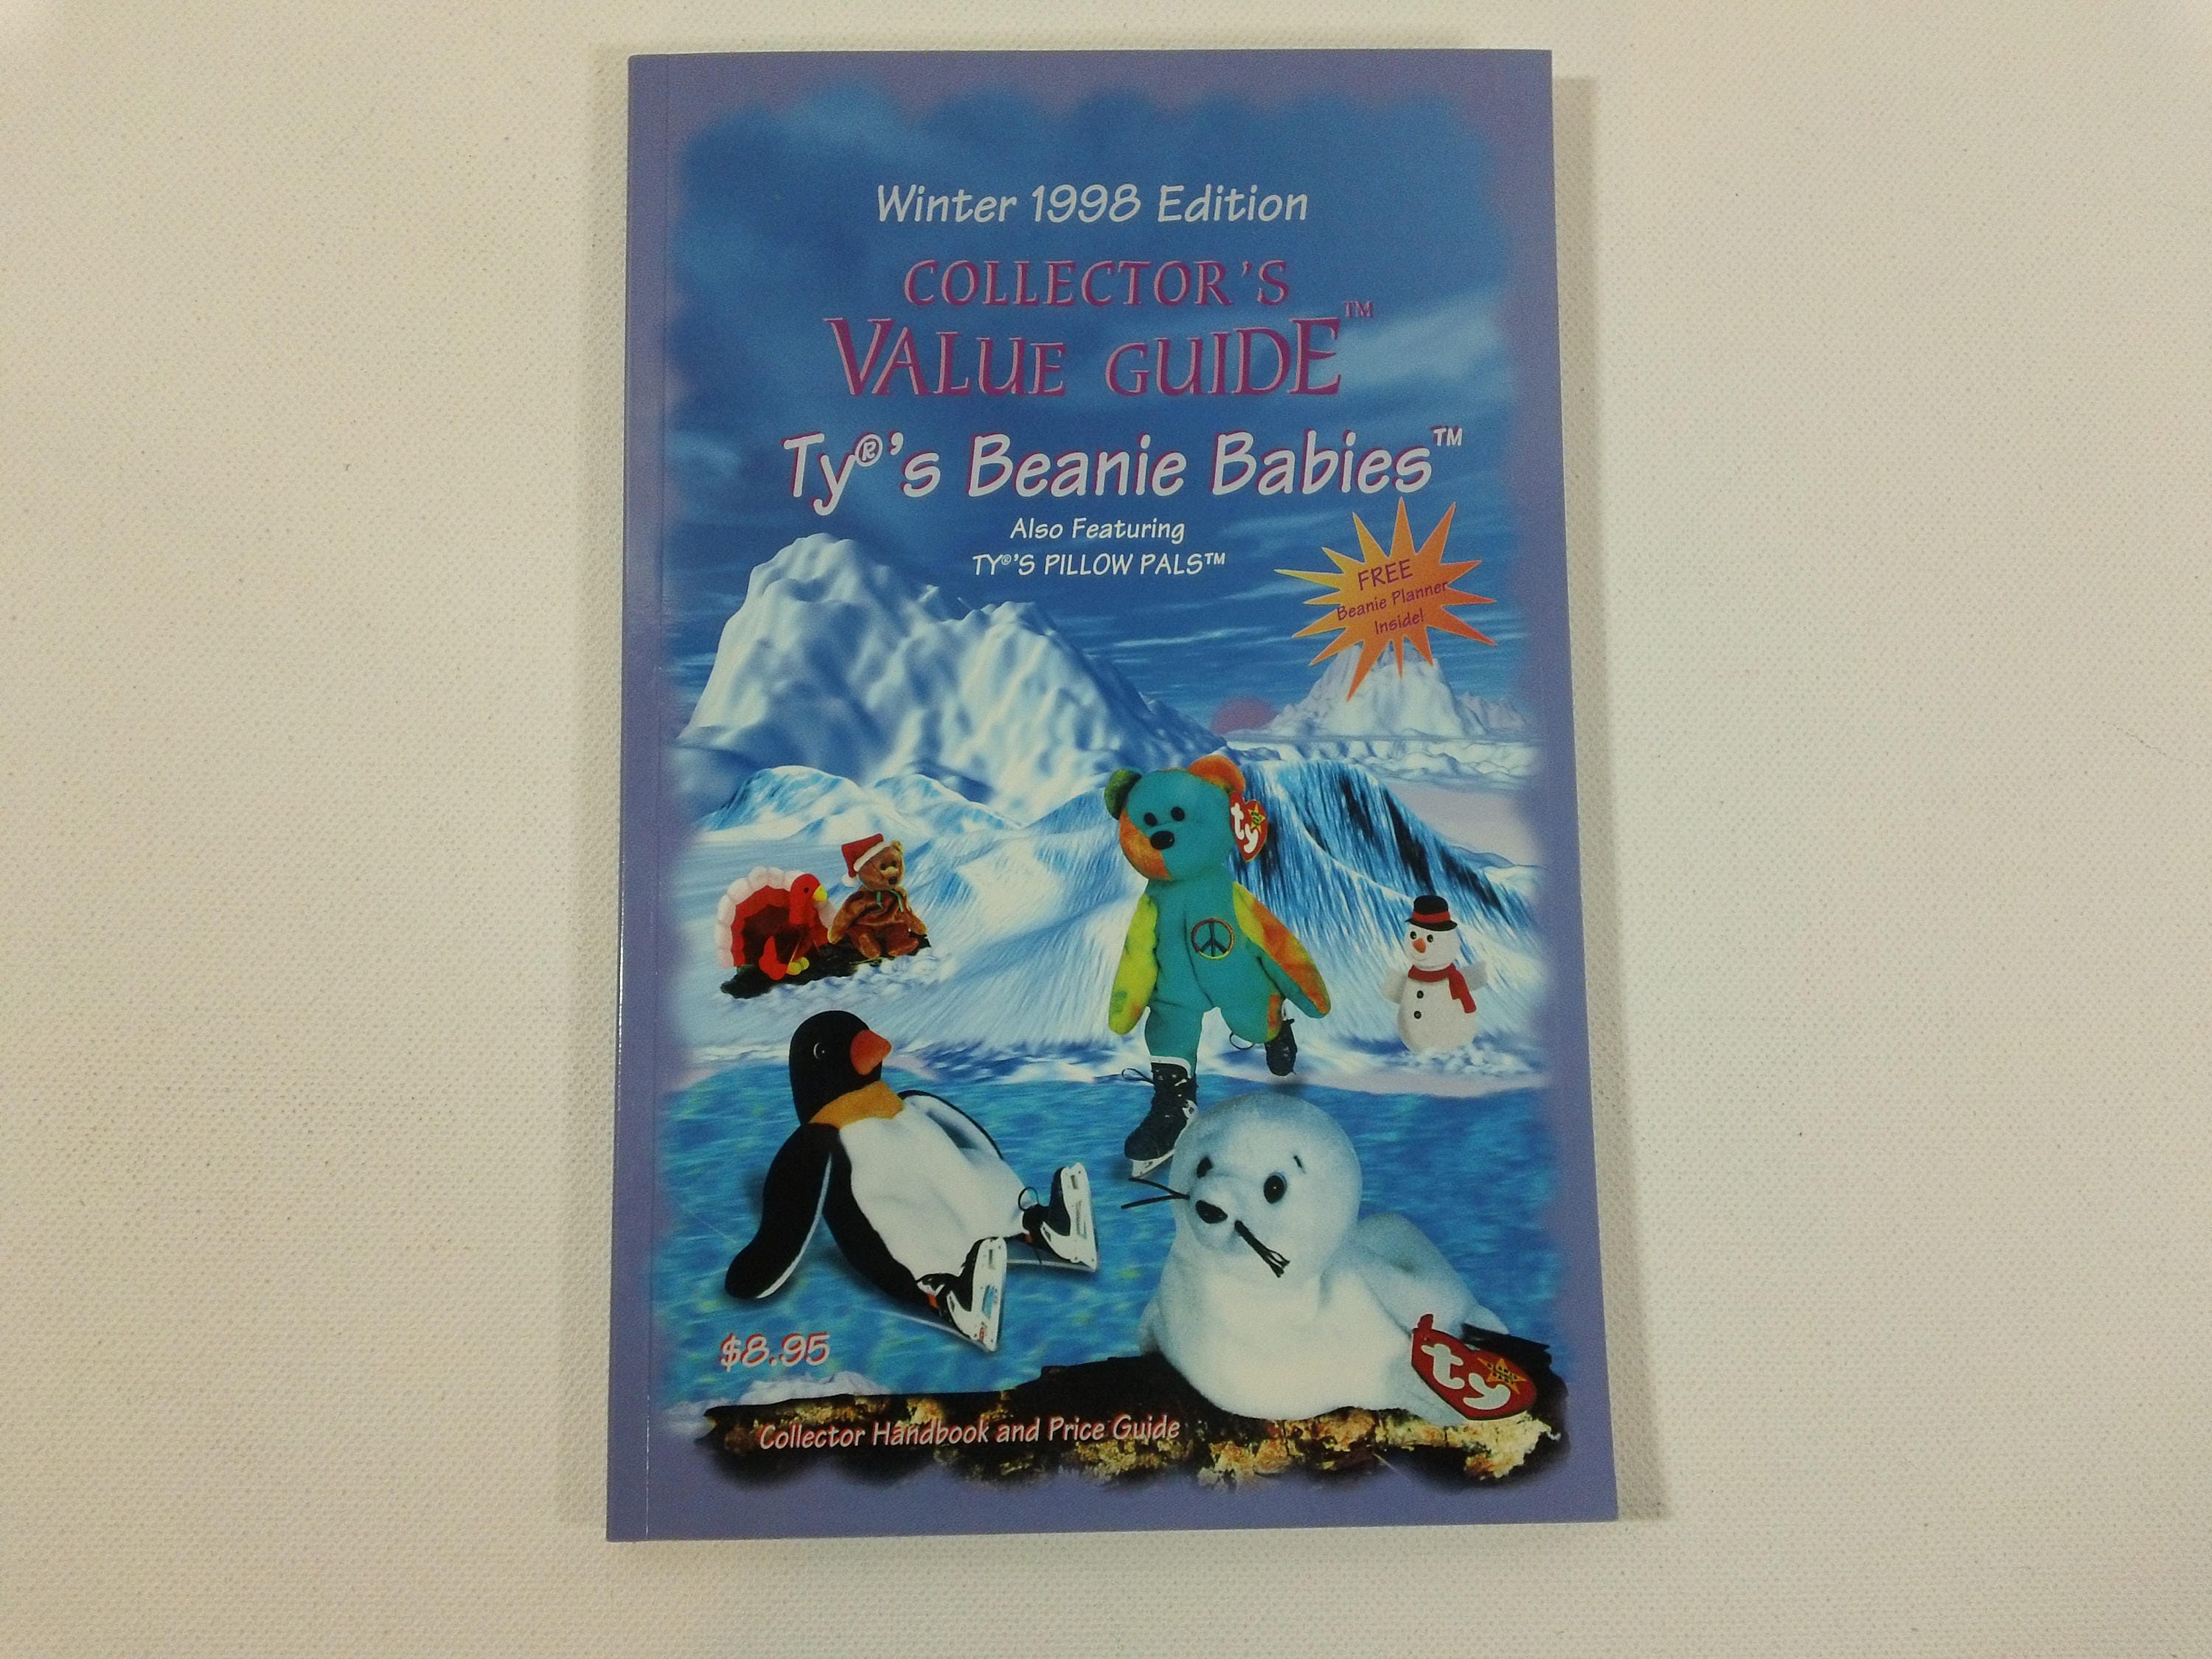 Winter 1998 Edition
COLLECTOR'S
VALUE GUIDE™
Ty®'s Beanie Babies™
Also Featuring
TY®'S PILLOW PALS™
FREE
Beanie Planner
Inside!
ty
ty
$8.95
Collector Handbook and Price Guide